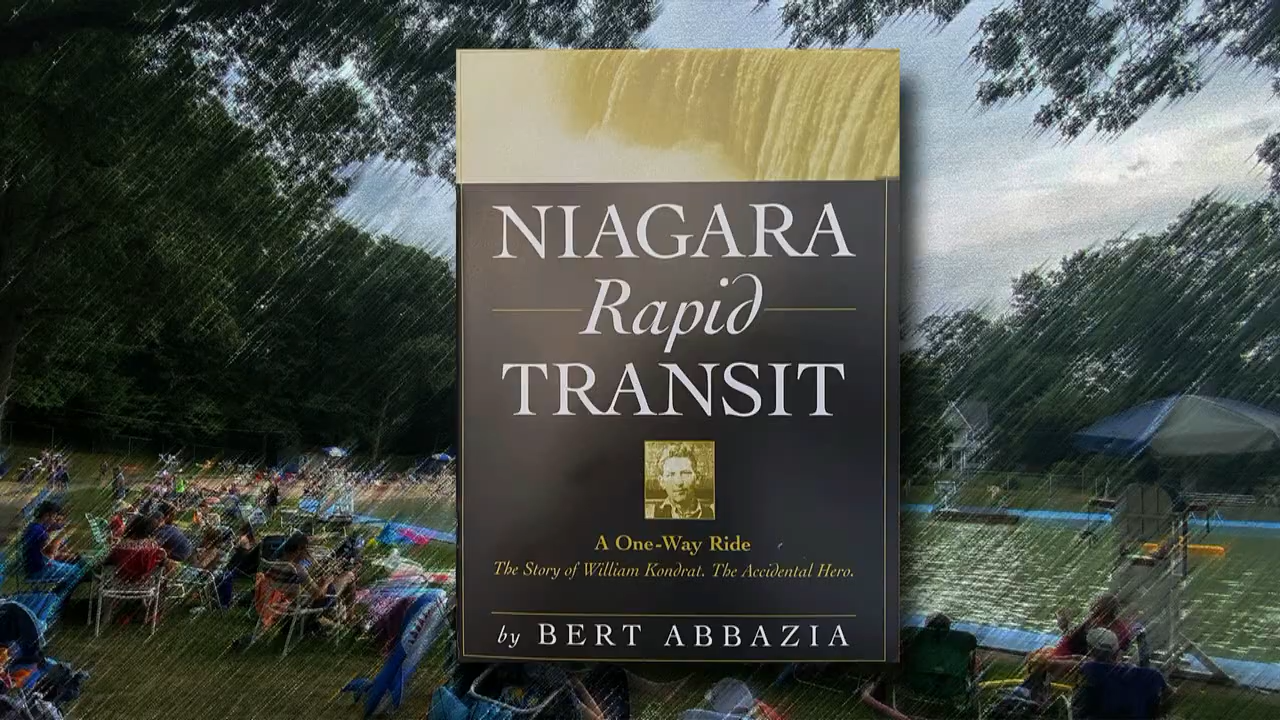 NIAGARA
Rapid
TRANSIT
A One-Way Ride
The Story of William Kondrat. The Accidental Hero.
by BERT ABBAZIA